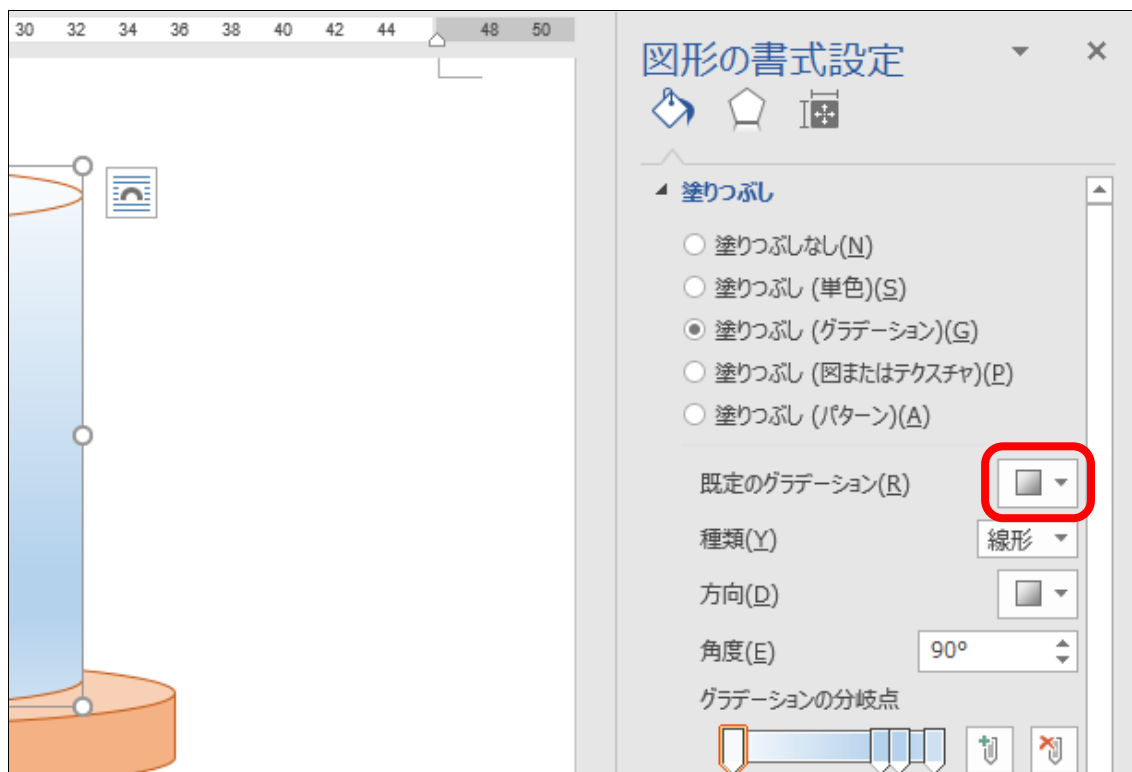 30 32 34 36 38 40 42 44 48 50
図形の書式設定
塗りつぶし
塗りつぶしなし(N)
塗りつぶし (単色)(S)
塗りつぶし (グラデーション)(G)
塗りつぶし (図またはテクスチャ)(P)
塗りつぶし (パターン)(A)
既定のグラデーション(R)
種類(Y) 線形
方向(D)
角度(E) 90°
グラデーションの分岐点